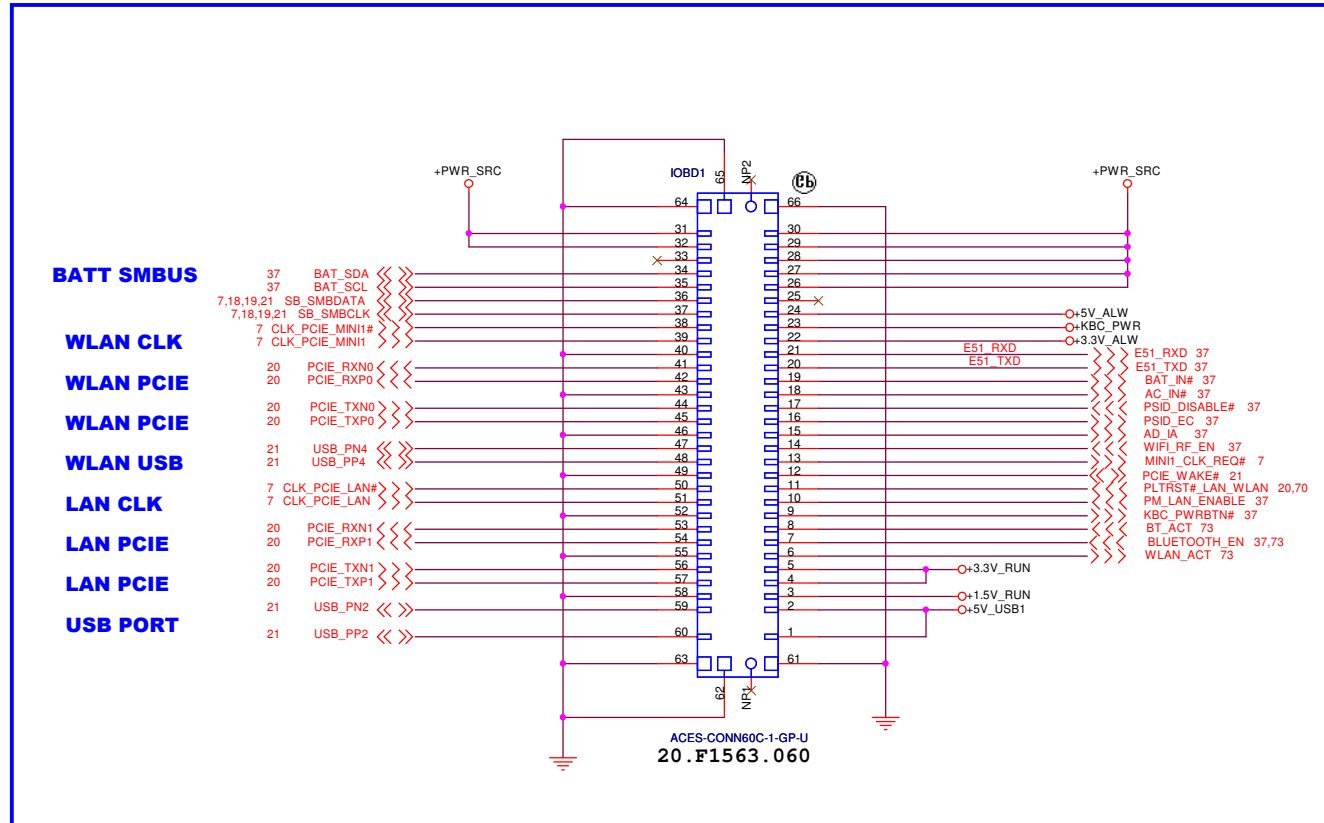 IOBD1
65
NP2
Cb
+PWR_SRC
+PWR_SRC
64 66
31 30
32 29
33 28
BATT SMBUS
37 BAT_SDA 34 27
37 BAT_SCL 35 26
7,18,19,21 SB_SMBDATA 36 25
7,18,19,21 SB_SMBCLK 37 24 +5V_ALW
7 CLK_PCIE_MINI1# 38 23 +KBC_PWR
WLAN CLK
7 CLK_PCIE_MINI1 39 22 +3.3V_ALW
40 21 E51_RXD E51_RXD 37
WLAN PCIE
20 PCIE_RXN0 41 20 E51_TXD E51_TXD 37
20 PCIE_RXP0 42 19 BAT_IN# 37
43 18 AC_IN# 37
WLAN PCIE
20 PCIE_TXN0 44 17 PSID_DISABLE# 37
20 PCIE_TXP0 45 16 PSID_EC 37
46 15 AD_IA 37
WLAN USB
21 USB_PN4 47 14 WIFI_RF_EN 37
21 USB_PP4 48 13 MINI1_CLK_REQ# 7
49 12 PCIE_WAKE# 21
LAN CLK
7 CLK_PCIE_LAN# 50 11 PLTRST#_LAN_WLAN 20,70
7 CLK_PCIE_LAN 51 10 PM_LAN_ENABLE 37
52 9 KBC_PWRBTN# 37
LAN PCIE
20 PCIE_RXN1 53 8 BT_ACT 73
20 PCIE_RXP1 54 7 BLUETOOTH_EN 37,73
55 6 WLAN_ACT 73
LAN PCIE
20 PCIE_TXN1 56 5 +3.3V_RUN
20 PCIE_TXP1 57 4
58 3 +1.5V_RUN
USB PORT
21 USB_PN2 59 2 +5V_USB1
21 USB_PP2 60 1
63 61
62
NP1
ACES-CONN60C-1-GP-U
20.F1563.060